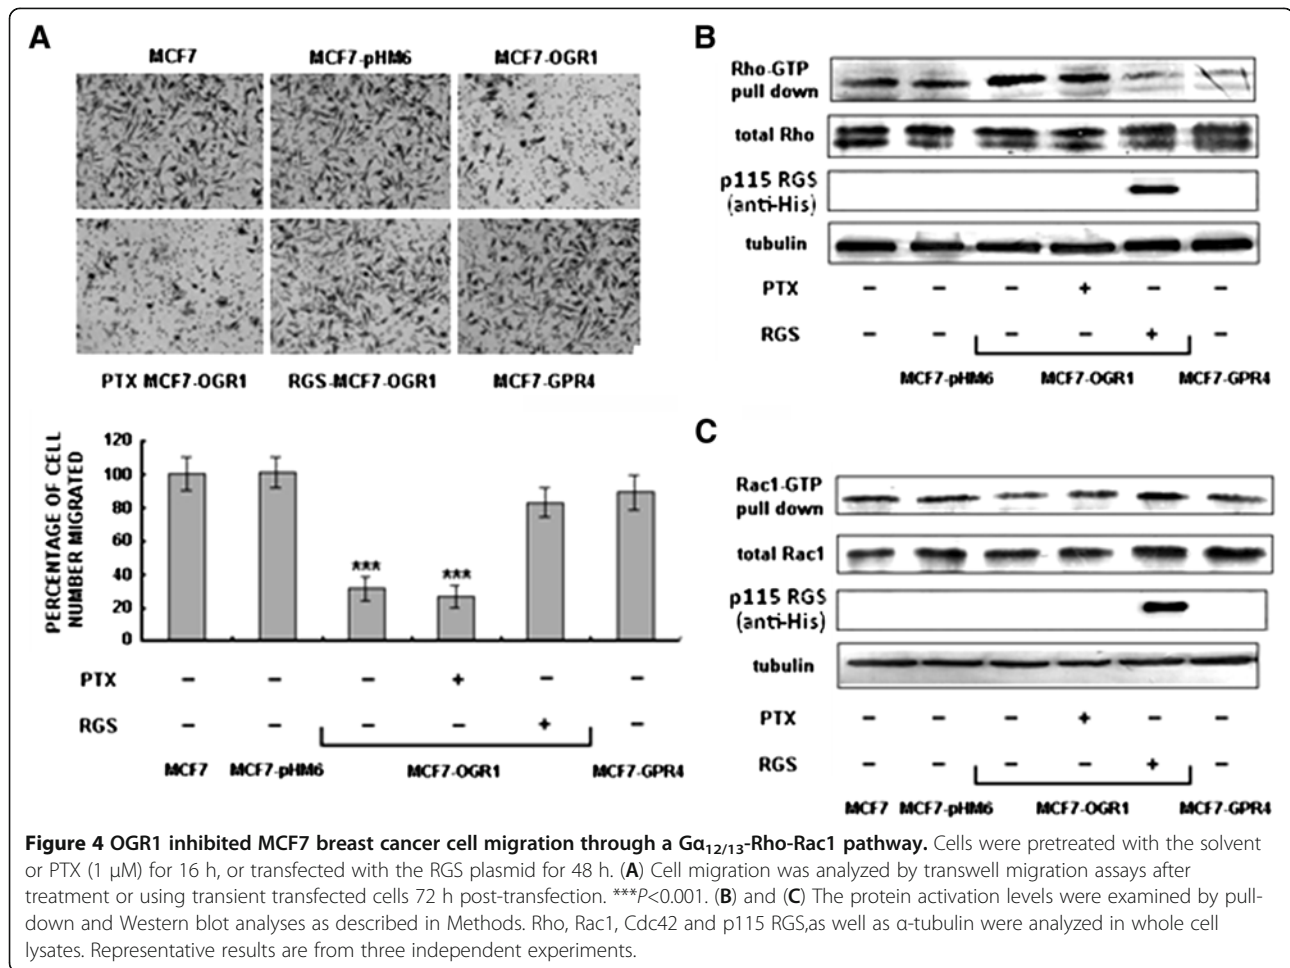 A
MCF7 MCF7-pHM6 MCF7-OGR1
PTX MCF7-OGR1 RGS-MCF7-OGR1 MCF7-GPR4
PERCENTAGE OF CELL
NUMBER MIGRATED
120
100
80
60
40
20
0
*** ***
PTX – – – + – –
RGS – – – – + –
MCF7 MCF7-pHM6 MCF7-OGR1 MCF7-GPR4
B
Rho-GTP
pull down
total Rho
p115 RGS
(anti-His)
tubulin
PTX – – – + – –
RGS – – – – + –
MCF7-pHM6 MCF7-OGR1 MCF7-GPR4
C
Rac1-GTP
pull down
total Rac1
p115 RGS
(anti-His)
tubulin
PTX – – – + – –
RGS – – – – + –
MCF7 MCF7-pHM6 MCF7-OGR1 MCF7-GPR4
Figure 4 OGR1 inhibited MCF7 breast cancer cell migration through a Gα12/13-Rho-Rac1 pathway. Cells were pretreated with the solvent
or PTX (1 μM) for 16 h, or transfected with the RGS plasmid for 48 h. (A) Cell migration was analyzed by transwell migration assays after
treatment or using transient transfected cells 72 h post-transfection. ***P<0.001. (B) and (C) The protein activation levels were examined by pull-
down and Western blot analyses as described in Methods. Rho, Rac1, Cdc42 and p115 RGS,as well as α-tubulin were analyzed in whole cell
lysates. Representative results are from three independent experiments.